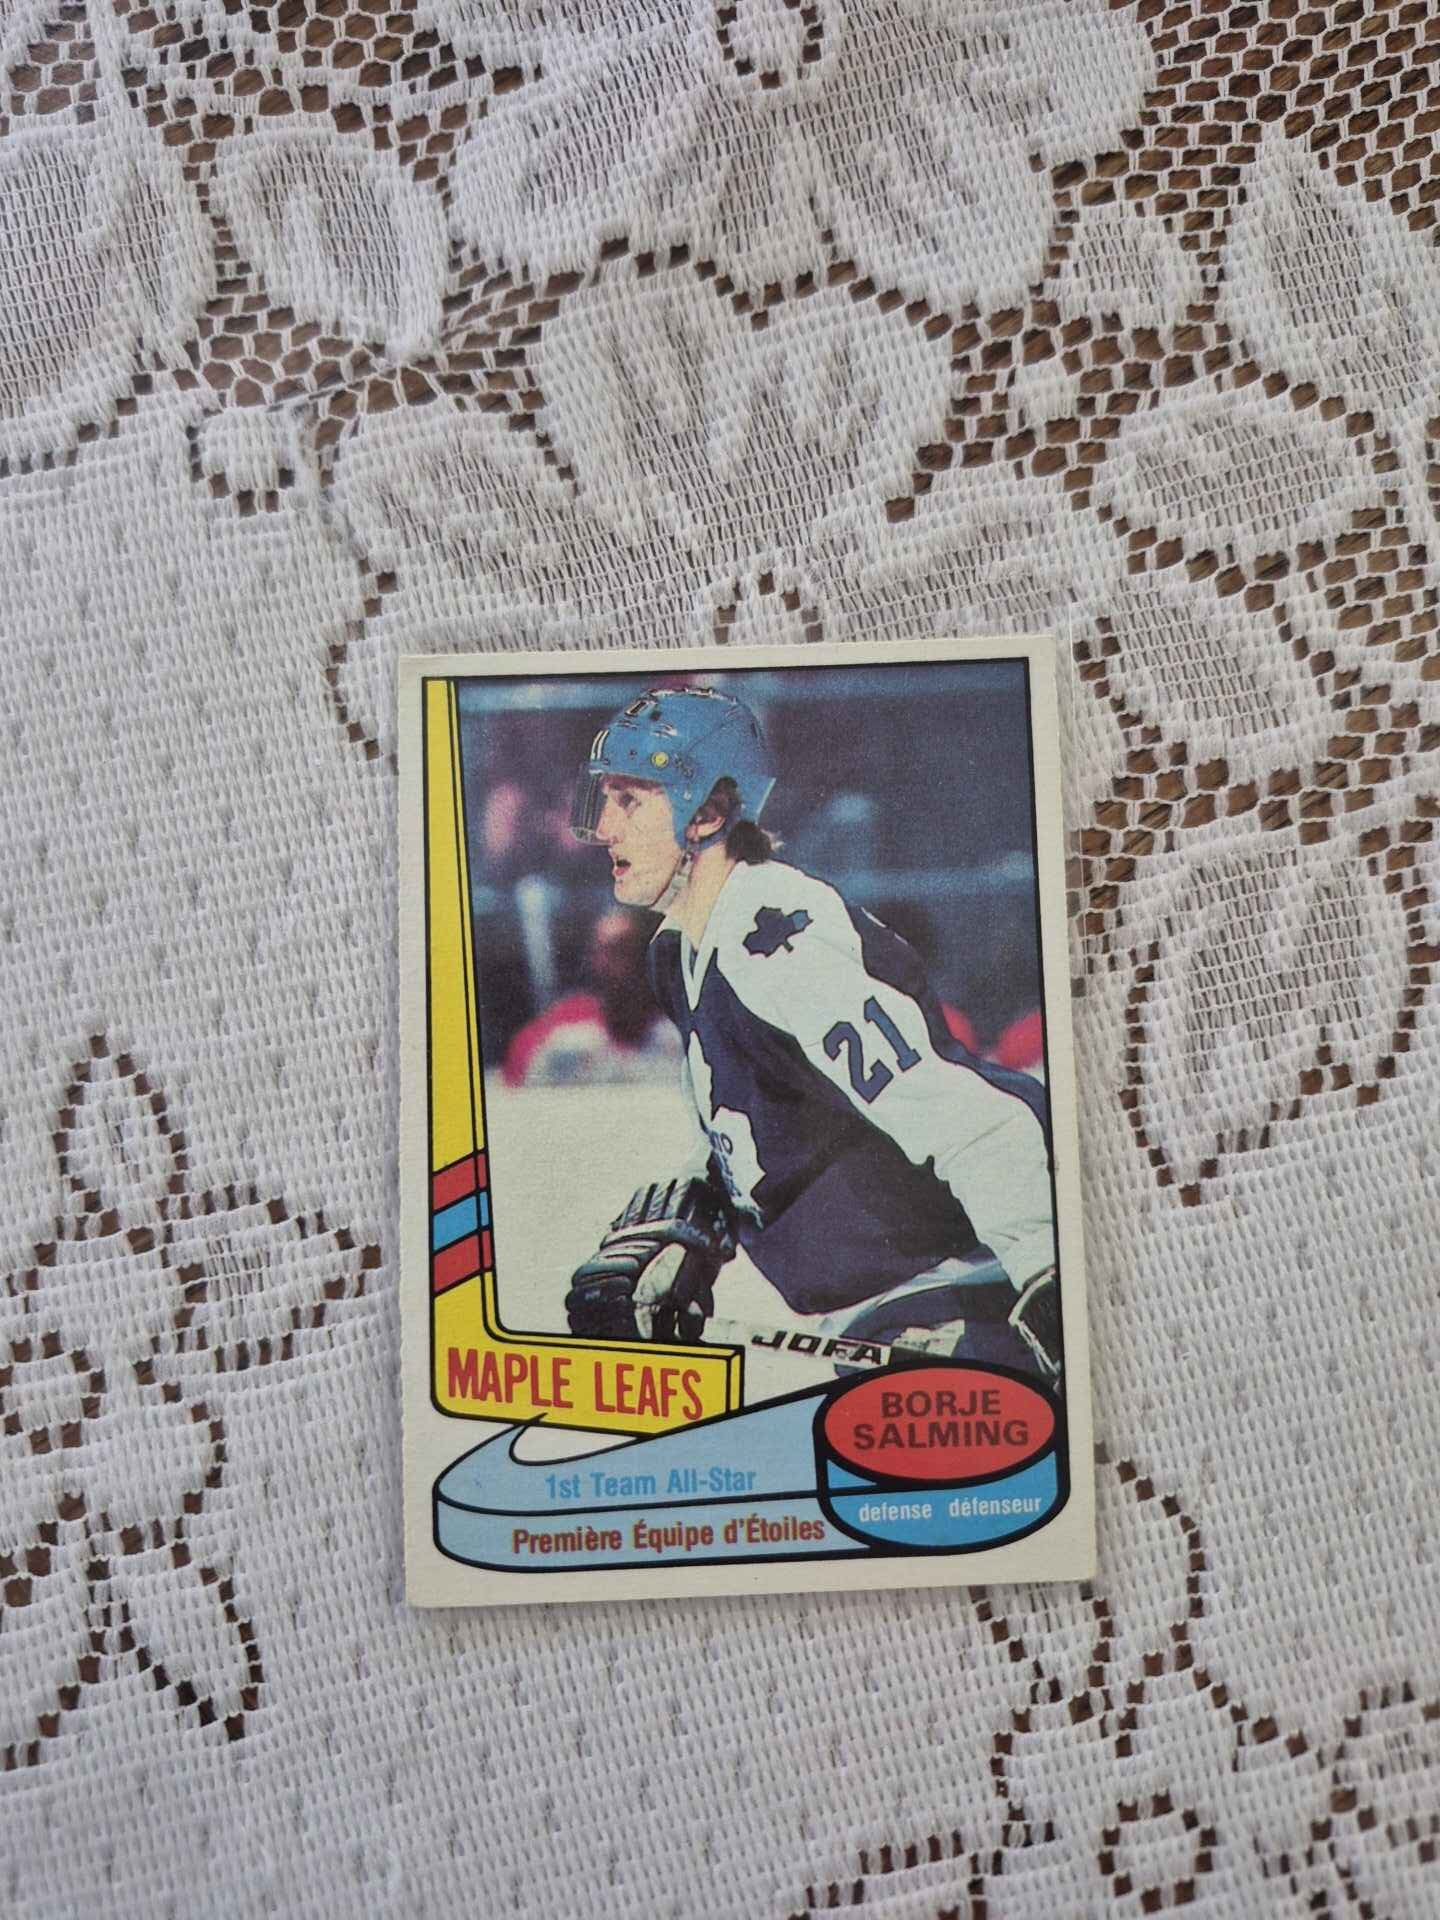 21
JOFA
MAPLE LEAFS
BORJE
SALMING
1st Team All-Star
defense défenseur
Première Équipe d'Étoiles